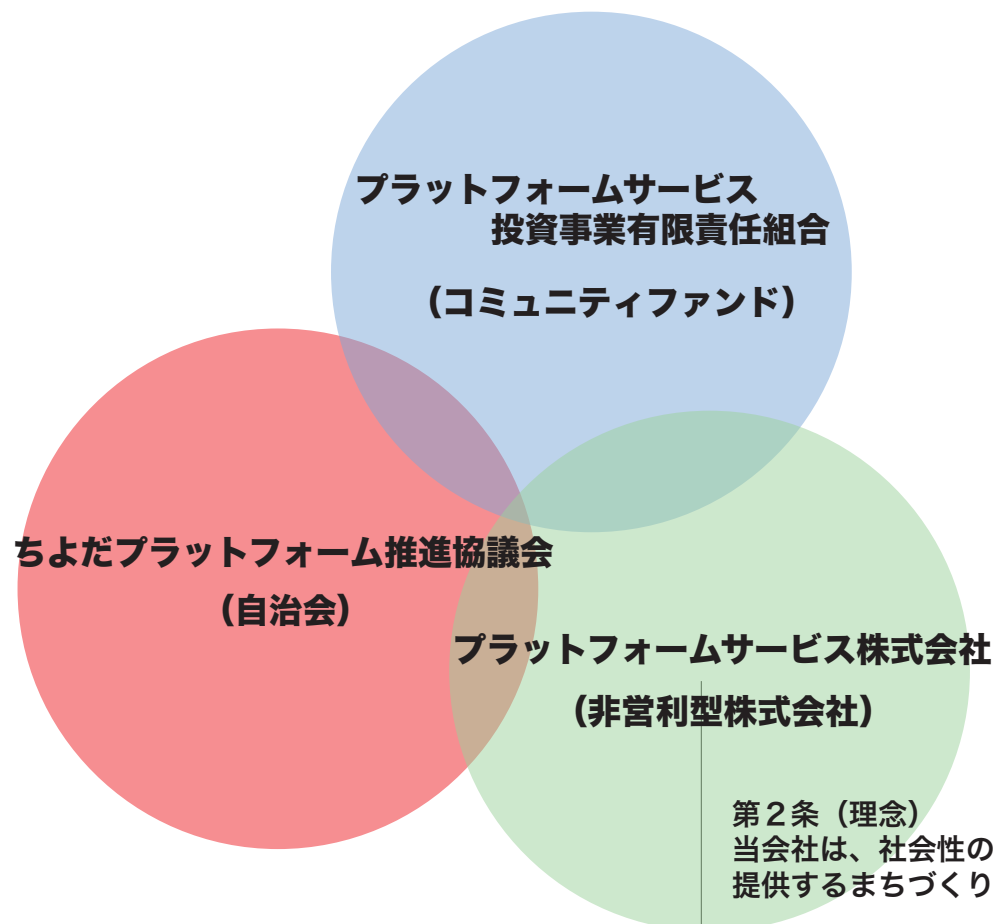 プラットフォームサービス
投資事業有限責任組合
（コミュニティファンド）
ちよだプラットフォーム推進協議会
（自治会）
プラットフォームサービス株式会社
（非営利型株式会社）
第２条（理念）
当会社は、社会性の
提供するまちづくり